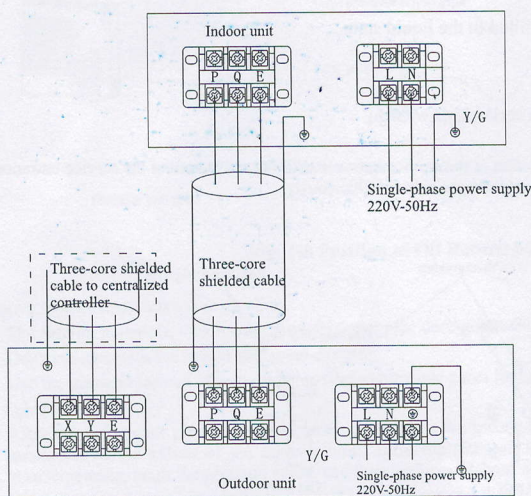 Indoor unit
P Q E
L N
Y/G
Single-phase power supply
220V-50Hz
Three-core shielded
cable to centralized
controller
Three-core
shielded cable
X Y E
P Q E
L N
Y/G
Single-phase power supply
220V-50Hz
Outdoor unit